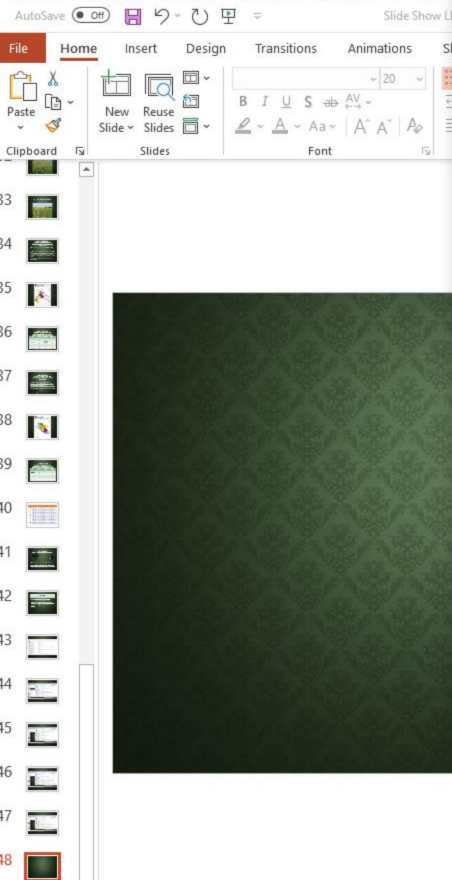 AutoSave Off Slide Show
File Home Insert Design Transitions Animations
Paste New Slide Reuse Slides
20
B I U S ab AV
A Aa A A A
Clipboard Slides Font
33
34
35
36
37
38
39
40
41
42
43
44
45
46
47
48